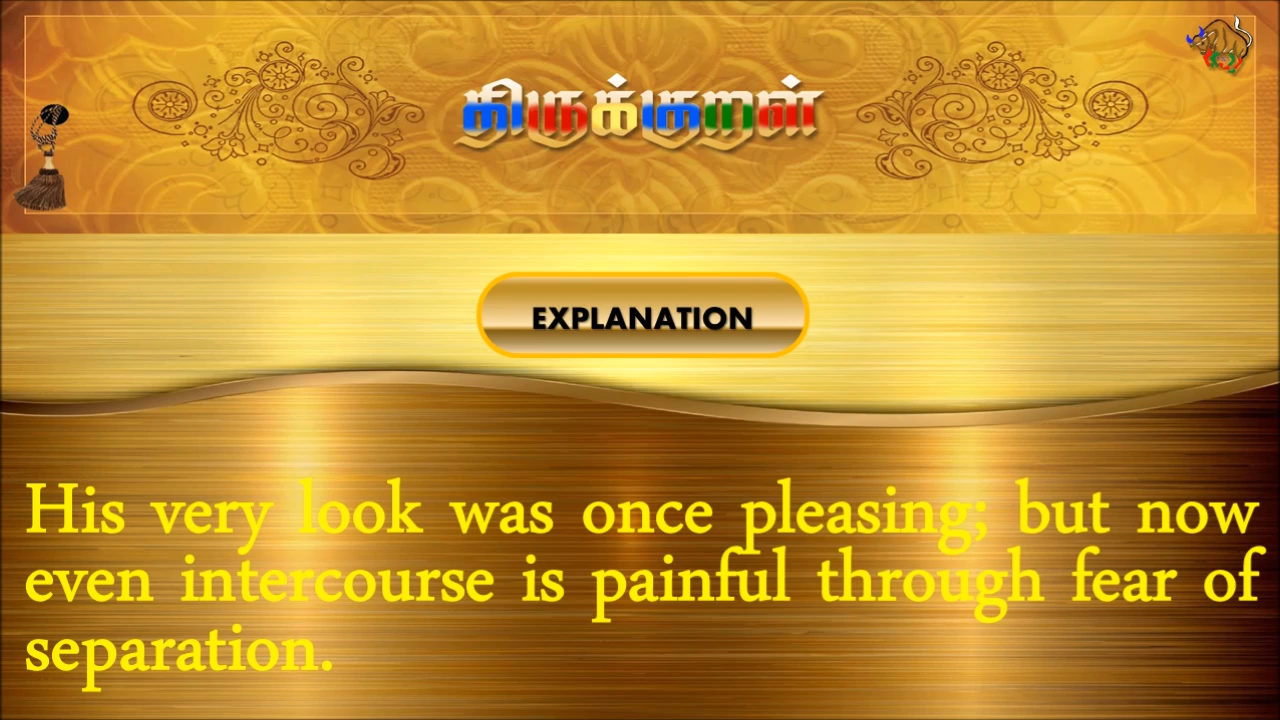 திருக்குறள்
EXPLANATION
His very look was once pleasing; but now
even intercourse is painful through fear of
separation.